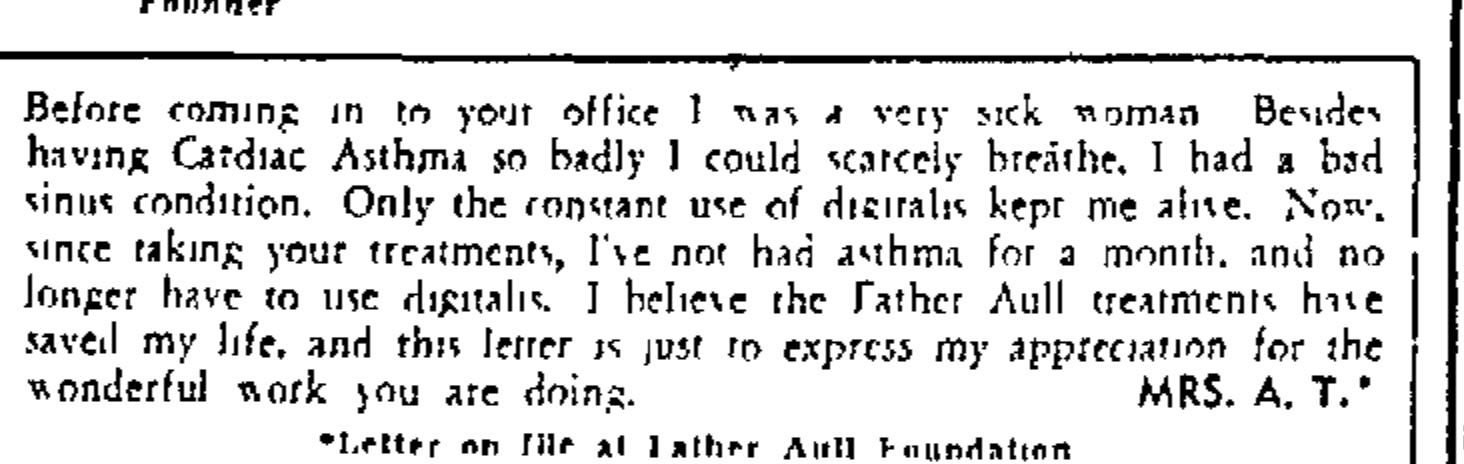 Founder
Before coming in to your office I was a very sick woman Besides
having Cardiac Asthma so badly I could scarcely breathe, I had a bad
sinus condition. Only the constant use of digitalis kept me alive. Now,
since taking your treatments, I've not had asthma for a month, and no
longer have to use digitalis. I believe the Father Aull treatments have
saved my life, and this letter is just to express my appreciation for the
wonderful work you are doing. MRS. A. T.*
*Letter on file at Father Aull Foundation